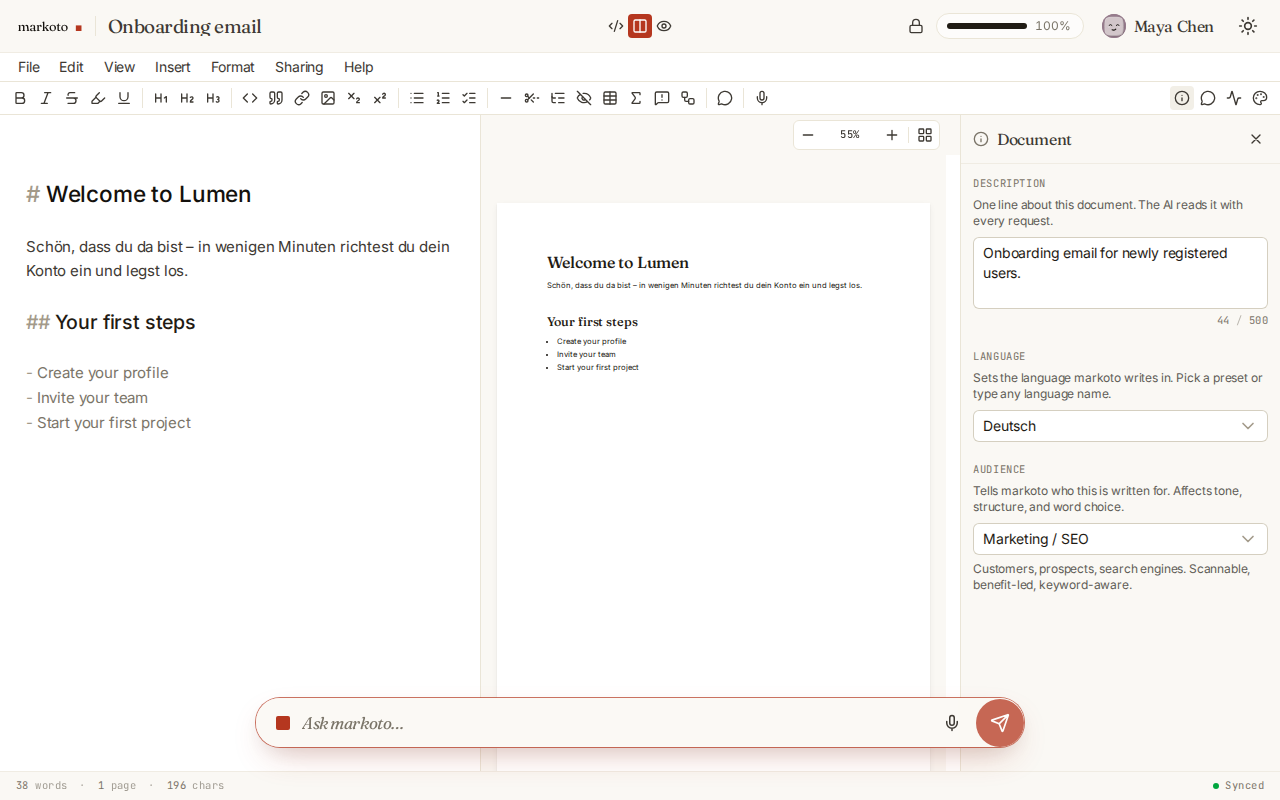 markoto
Onboarding email
100%
Maya Chen
File Edit View Insert Format Sharing Help
H1 H2 H3
X2 X2
55%
# Welcome to Lumen
Schön, dass du da bist – in wenigen Minuten richtest du dein
Konto ein und legst los.
## Your first steps
- Create your profile
- Invite your team
- Start your first project
Welcome to Lumen
Schön, dass du da bist – in wenigen Minuten richtest du dein Konto ein und legst los.
Your first steps
• Create your profile
• Invite your team
• Start your first project
Document
DESCRIPTION
One line about this document. The AI reads it with
every request.
Onboarding email for newly registered
users.
44 / 500
LANGUAGE
Sets the language markoto writes in. Pick a preset or
type any language name.
Deutsch
AUDIENCE
Tells markoto who this is written for. Affects tone,
structure, and word choice.
Marketing / SEO
Customers, prospects, search engines. Scannable,
benefit-led, keyword-aware.
Ask markoto...
38 words · 1 page · 196 chars
Synced